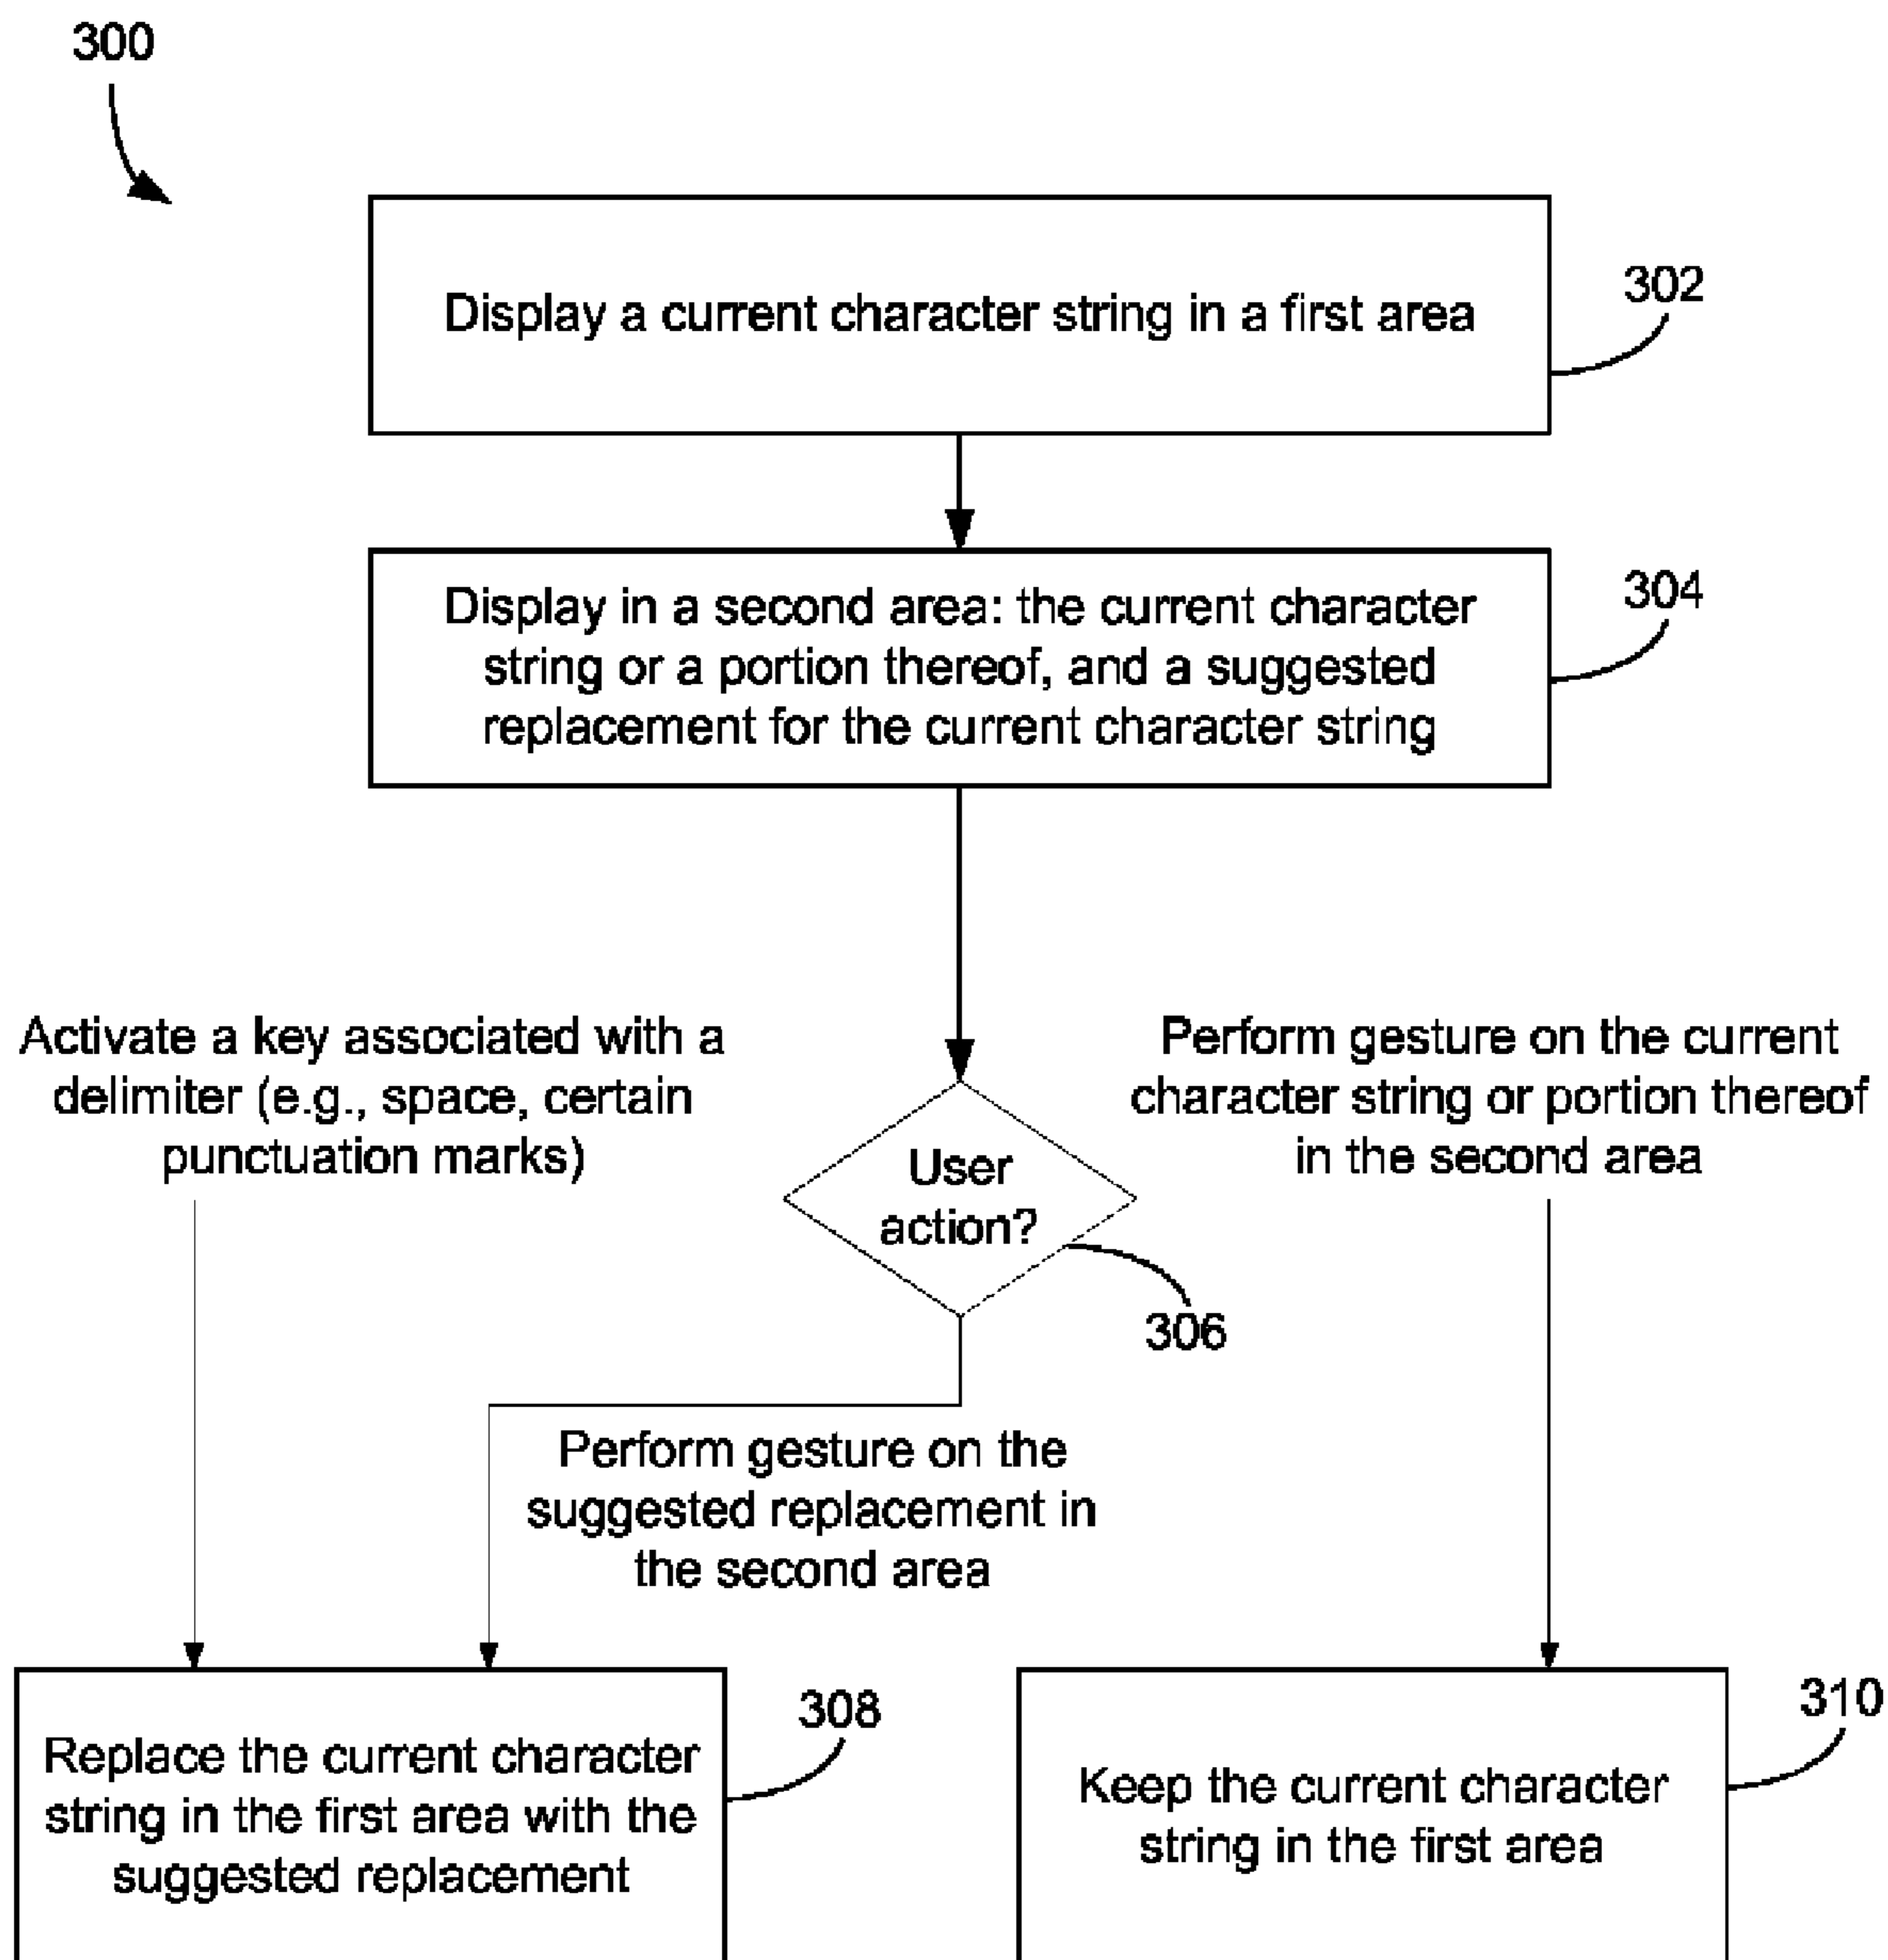 300
Display a current character string in a first area
302
Display in a second area: the current character
string or a portion thereof, and a suggested
replacement for the current character string
304
Activate a key associated with a
delimiter (e.g., space, certain
punctuation marks)
User
action?
306
Perform gesture on the current
character string or portion thereof
in the second area
Perform gesture on the
suggested replacement in
the second area
Replace the current character
string in the first area with the
suggested replacement
308
Keep the current character
string in the first area
310